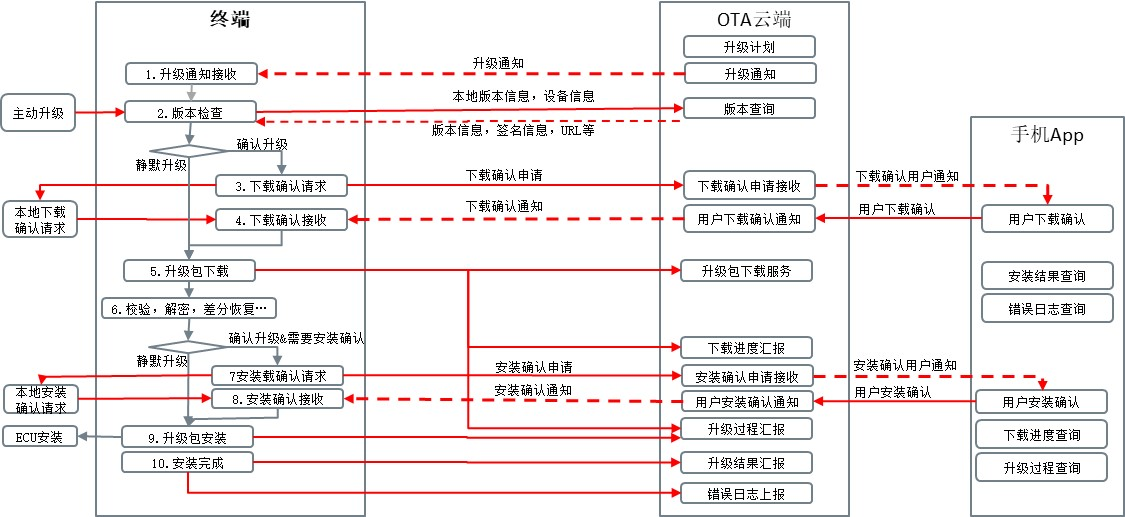 终端
OTA云端
升级计划
1.升级通知接收
升级通知
升级通知
主动升级
2.版本检查
本地版本信息，设备信息
版本查询
版本信息，签名信息，URL等
手机App
确认升级
静默升级
3.下载确认请求
下载确认申请
下载确认申请接收
下载确认用户通知
本地下载
确认请求
4.下载确认接收
下载确认通知
用户下载确认通知
用户下载确认
用户下载确认
5.升级包下载
升级包下载服务
安装结果查询
6.校验，解密，差分恢复…
错误日志查询
确认升级&需要安装确认
静默升级
下载进度汇报
7安装载确认请求
安装确认申请
安装确认申请接收
安装确认用户通知
本地安装
确认请求
8.安装确认接收
安装确认通知
用户安装确认通知
用户安装确认
用户安装确认
ECU安装
9.升级包安装
升级过程汇报
下载进度查询
10.安装完成
升级结果汇报
升级过程查询
错误日志上报